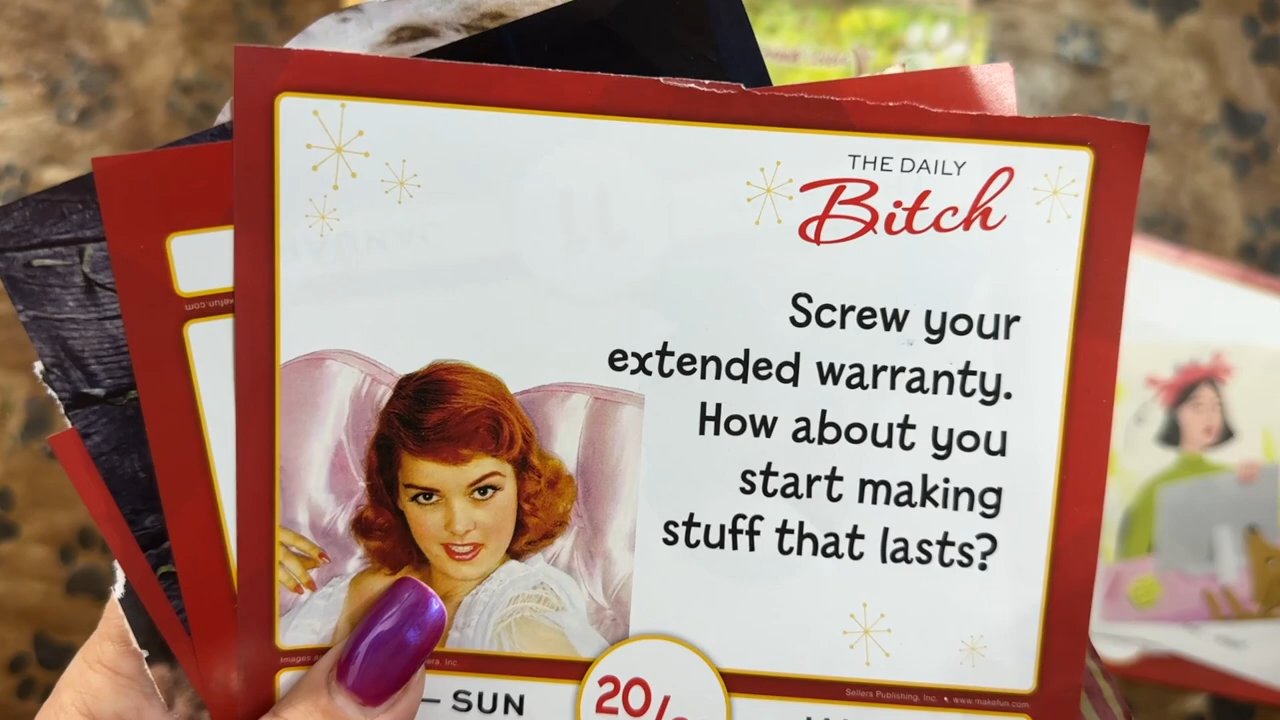 THE DAILY
Bitch
Screw your
extended warranty.
How about you
start making
stuff that lasts?
Sellers Publishing, Inc. • www.makefun.com
— SUN
20/